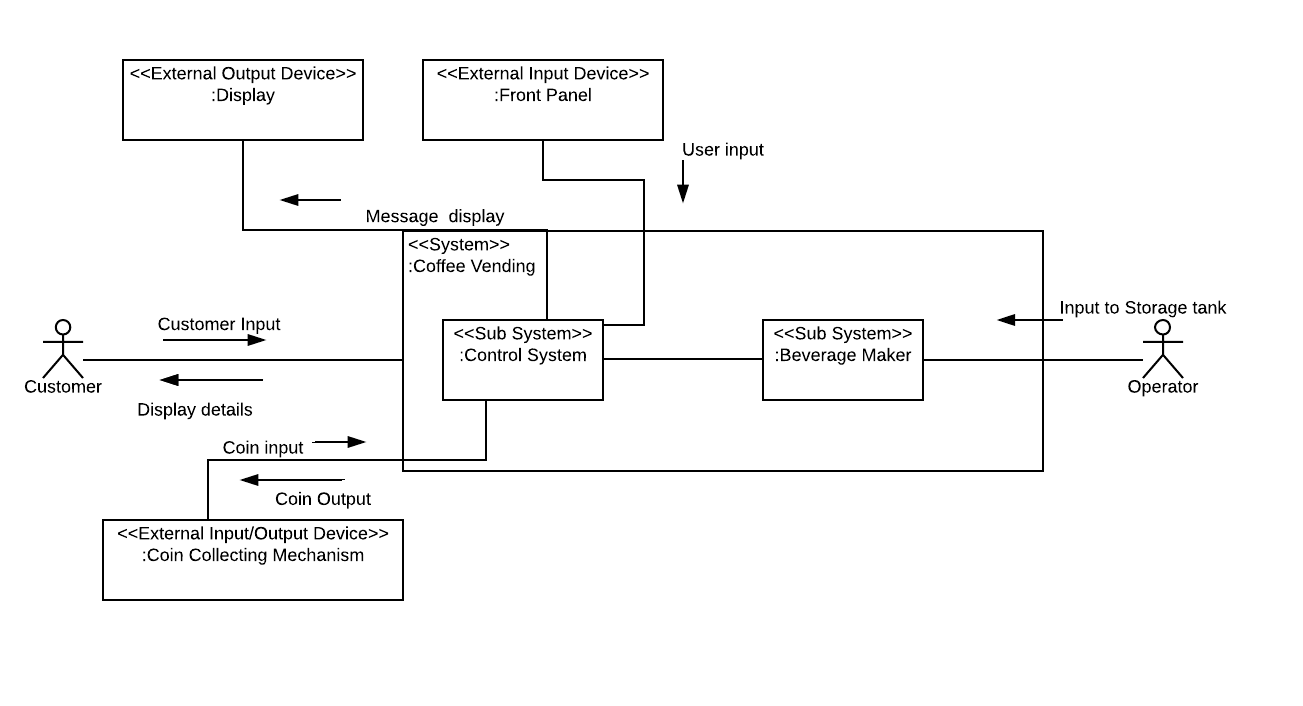 <<External Output Device>>
:Display
<<External Input Device>>
:Front Panel
User input
Message  display
<<System>>
:Coffee Vending
Customer Input
Input to Storage tank
<<Sub System>>
:Control System
<<Sub System>>
:Beverage Maker
Customer
Operator
Display details
Coin input
Coin Output
<<External Input/Output Device>>
:Coin Collecting Mechanism